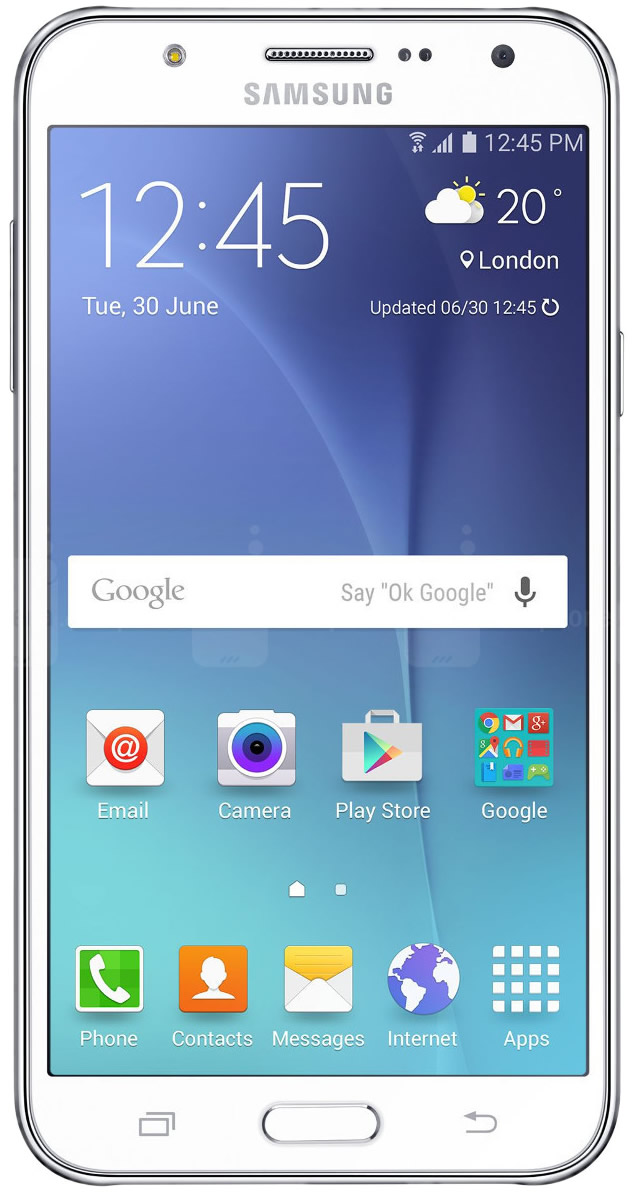 SAMSUNG
12:45 PM
12:45
20°
London
Tue, 30 June
Updated 06/30 12:45
Google
Say "Ok Google"
Email
Camera
Play Store
Google
Phone
Contacts
Messages
Internet
Apps